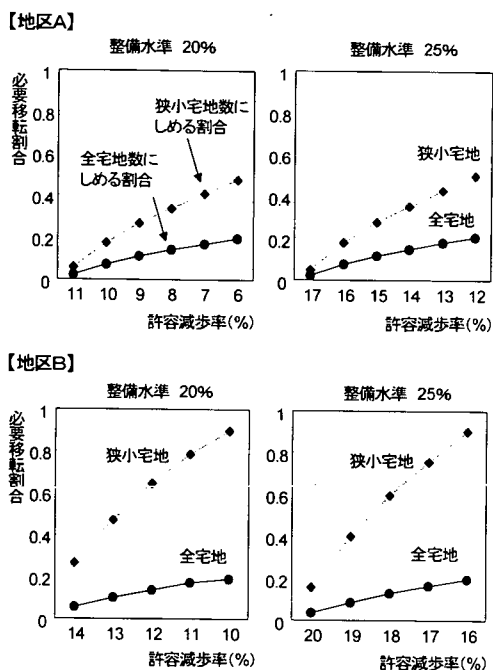 【地区A】
整備水準 20%
整備水準 25%
必要移転割合
1
0.8
0.6
0.4
0.2
0
狭小宅地数に
しめる割合
全宅地数に
しめる割合
11 10 9 8 7 6
許容減歩率(%)
1
0.8
0.6
0.4
0.2
0
狭小宅地
全宅地
17 16 15 14 13 12
許容減歩率(%)
【地区B】
整備水準 20%
整備水準 25%
必要移転割合
1
0.8
0.6
0.4
0.2
0
狭小宅地
全宅地
14 13 12 11 10
許容減歩率(%)
1
0.8
0.6
0.4
0.2
0
狭小宅地
全宅地
20 19 18 17 16
許容減歩率(%)